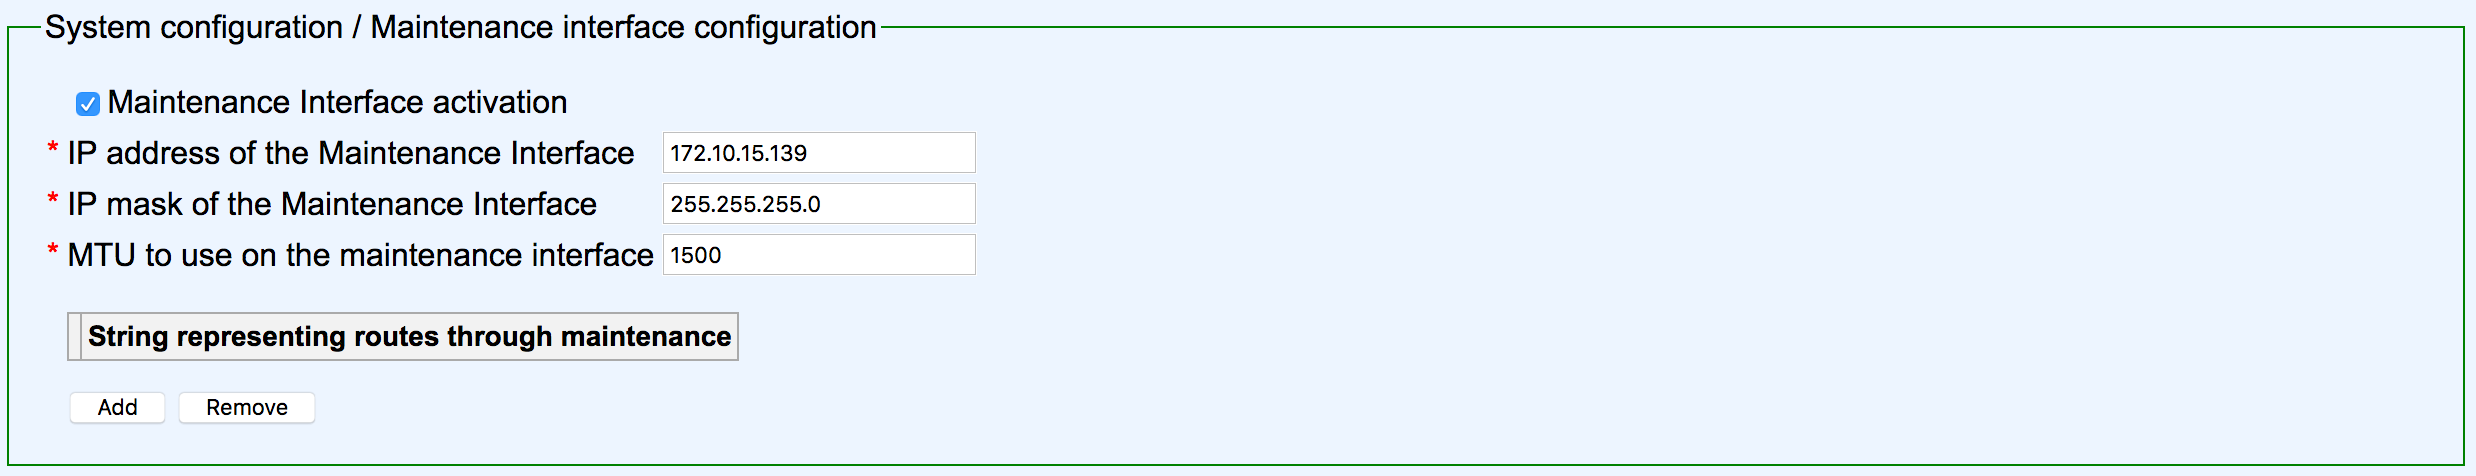 System configuration / Maintenance interface configuration
Maintenance Interface activation
* IP address of the Maintenance Interface 172.10.15.139
* IP mask of the Maintenance Interface 255.255.255.0
* MTU to use on the maintenance interface 1500
String representing routes through maintenance
Add Remove